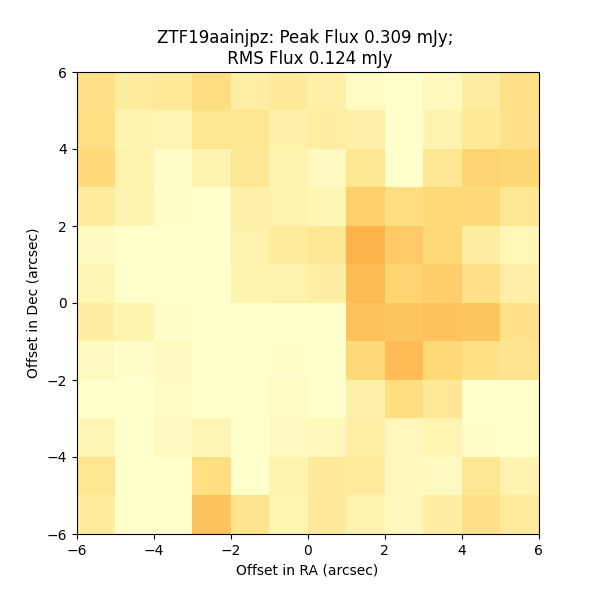 ZTF19aainjpz: Peak Flux 0.309 mJy;
RMS Flux 0.124 mJy
6
4
2
0
−2
−4
−6
Offset in Dec (arcsec)
−6 −4 −2 0 2 4 6
Offset in RA (arcsec)